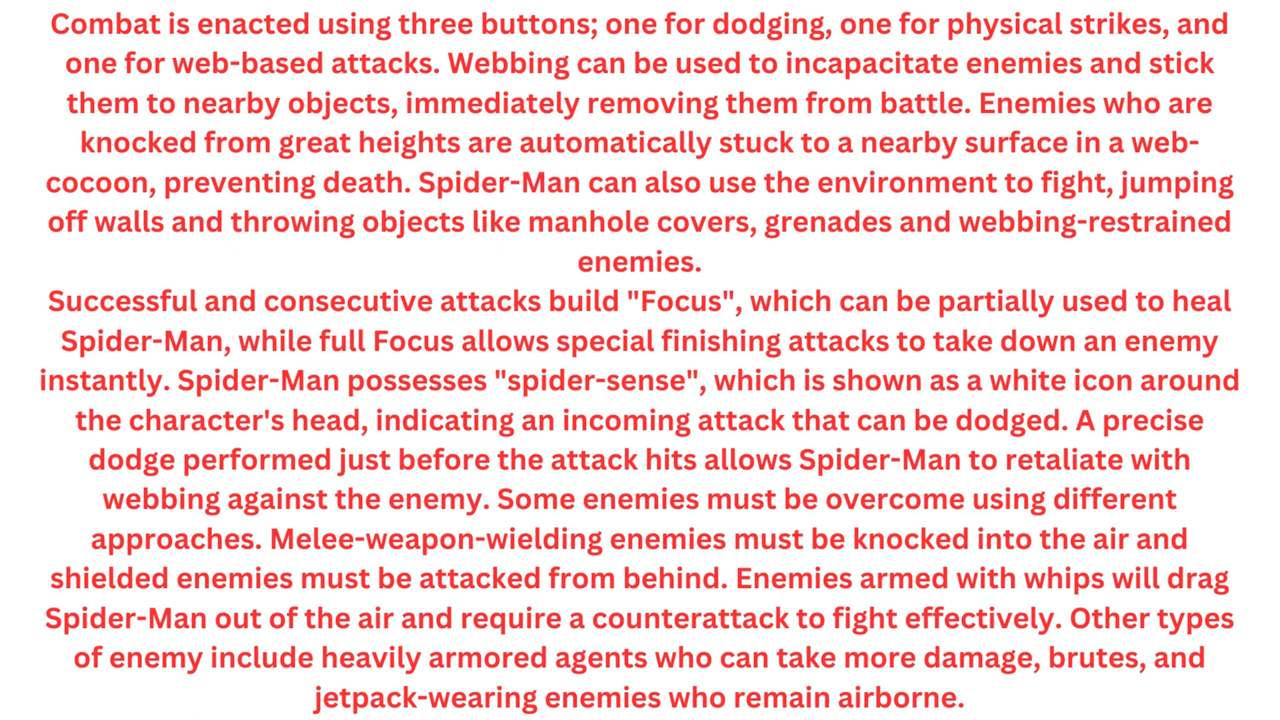 Combat is enacted using three buttons; one for dodging, one for physical strikes, and
one for web-based attacks. Webbing can be used to incapacitate enemies and stick
them to nearby objects, immediately removing them from battle. Enemies who are
knocked from great heights are automatically stuck to a nearby surface in a web-
cocoon, preventing death. Spider-Man can also use the environment to fight, jumping
off walls and throwing objects like manhole covers, grenades and webbing-restrained
enemies.
Successful and consecutive attacks build "Focus", which can be partially used to heal
Spider-Man, while full Focus allows special finishing attacks to take down an enemy
instantly. Spider-Man possesses "spider-sense", which is shown as a white icon around
the character's head, indicating an incoming attack that can be dodged. A precise
dodge performed just before the attack hits allows Spider-Man to retaliate with
webbing against the enemy. Some enemies must be overcome using different
approaches. Melee-weapon-wielding enemies must be knocked into the air and
shielded enemies must be attacked from behind. Enemies armed with whips will drag
Spider-Man out of the air and require a counterattack to fight effectively. Other types
of enemy include heavily armored agents who can take more damage, brutes, and
jetpack-wearing enemies who remain airborne.